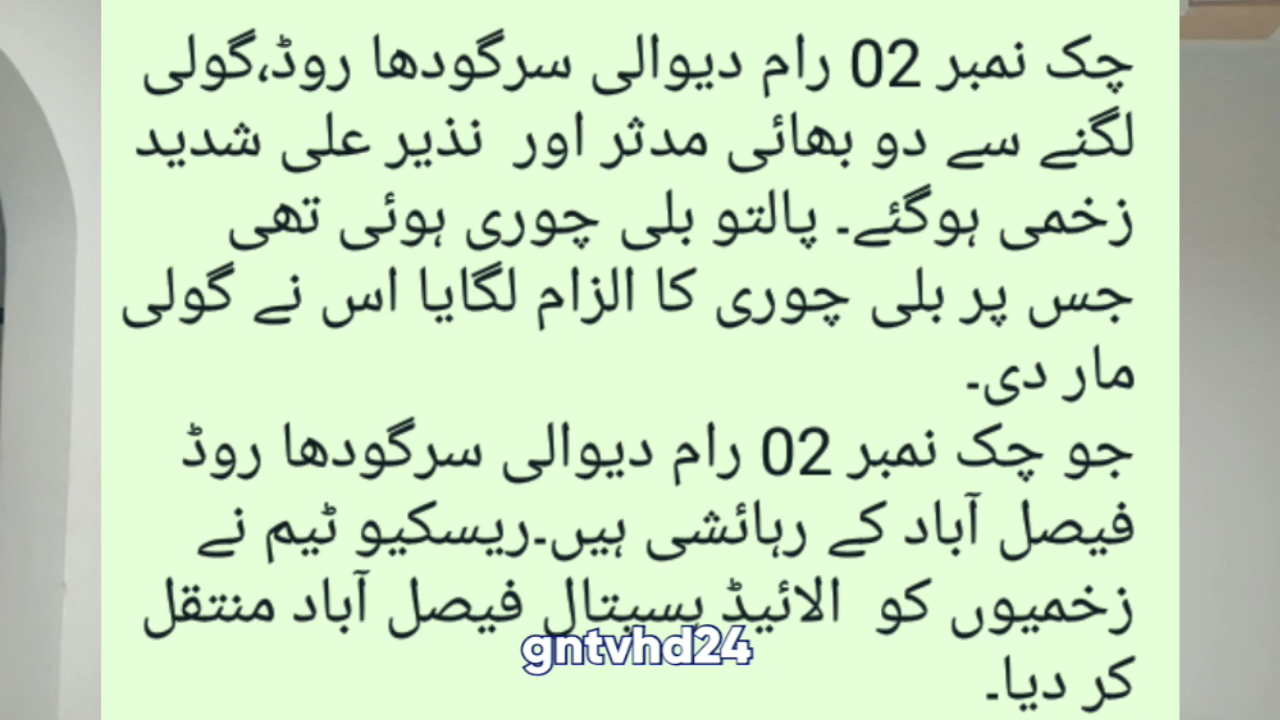 چک نمبر 02 رام دیوالی سرگودھا روڈ،گولی
لگنے سے دو بھائی مدثر اور نذیر علی شدید
زخمی ہوگئے۔ پالتو بلی چوری ہوئی تھی
جس پر بلی چوری کا الزام لگایا اس نے گولی
مار دی۔
جو چک نمبر 02 رام دیوالی سرگودھا روڈ
فیصل آباد کے رہائشی ہیں۔ریسکیو ٹیم نے
زخمیوں کو الائیڈ ہسپتال فیصل آباد منتقل
gntvhd24
کر دیا۔